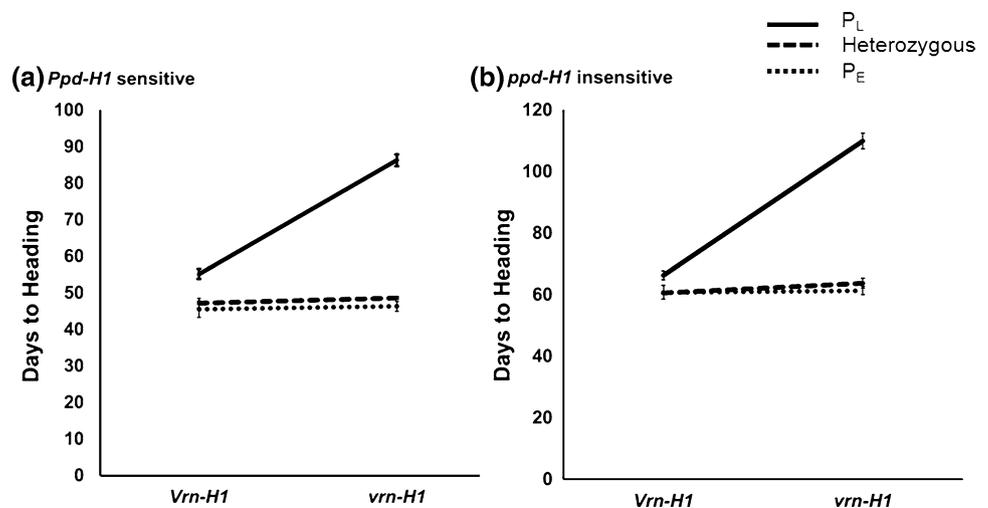 P_L
Heterozygous
P_E
(a) Ppd-H1 sensitive
100
90
80
70
60
50
40
30
20
10
0
Days to Heading
Vrn-H1 vrn-H1
(b) ppd-H1 insensitive
120
100
80
60
40
20
0
Days to Heading
Vrn-H1 vrn-H1